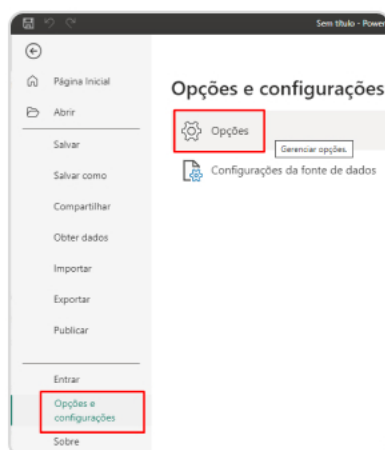 Sem título - Power
Página Inicial
Abrir
Salvar
Salvar como
Compartilhar
Obter dados
Importar
Exportar
Publicar
Entrar
Opções e
configurações
Sobre
Opções e configurações
Opções
Gerenciar opções.
Configurações da fonte de dados